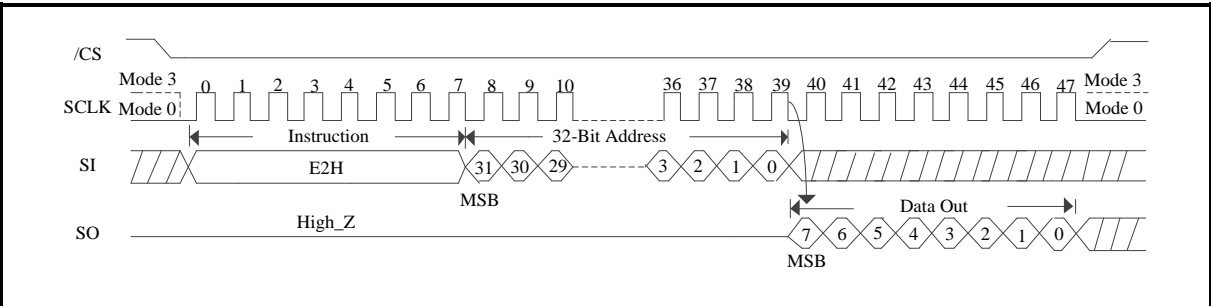 /CS
Mode 3 0 1 2 3 4 5 6 7 8 9 10 36 37 38 39 40 41 42 43 44 45 46 47 Mode 3
SCLK Mode 0 Mode 0
Instruction 32-Bit Address
SI E2H 31 30 29 3 2 1 0
MSB
High_Z Data Out
SO 7 6 5 4 3 2 1 0
MSB